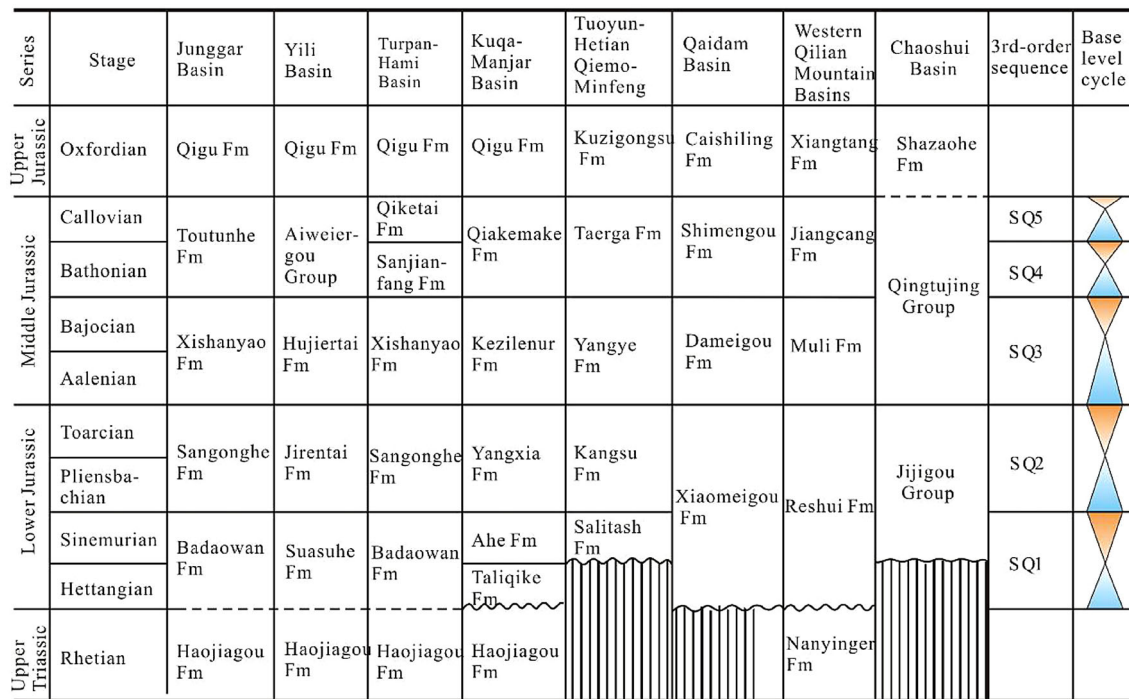 Series
Stage
Junggar
Basin
Yili
Basin
Turpan-
Hami
Basin
Kuqa-
Manjar
Basin
Tuoyun-
Hetian
Qiemo-
Minfeng
Qaidam
Basin
Western
Qilian
Mountain
Basins
Chaoshui
Basin
3rd-order
sequence
Base
level
cycle
Upper
Jurassic
Oxfordian
Qigu Fm
Qigu Fm
Qigu Fm
Qigu Fm
Kuzigongsu
Fm
Caishiling
Fm
Xiangtang
Fm
Shazaohe
Fm
Middle Jurassic
Callovian
Bathonian
Bajocian
Aalenian
Toutunhe
Fm
Aiweier-
gou
Group
Qiketai
Fm
Sanjian-
fang Fm
Qiakemake
Fm
Taerga Fm
Shimengou
Fm
Jiangcang
Fm
Qingtujing
Group
SQ5
SQ4
Xishanyao
Fm
Hujiertai
Fm
Xishanyao
Fm
Kezilenur
Fm
Yangye
Fm
Dameigou
Fm
Muli Fm
SQ3
Lower Jurassic
Toarcian
Pliensba-
chian
Sinemurian
Hettangian
Sangonghe
Fm
Jirentai
Fm
Sangonghe
Fm
Yangxia
Fm
Kangsu
Fm
Xiaomeigou
Fm
Reshui Fm
Jijigou
Group
SQ2
Badaowan
Fm
Suasuhe
Fm
Badaowan
Fm
Ahe Fm
Taliqike
Fm
Salitash
Fm
SQ1
Upper
Triassic
Rhetian
Haojiagou
Fm
Haojiagou
Fm
Haojiagou
Fm
Haojiagou
Fm
Nanyinger
Fm